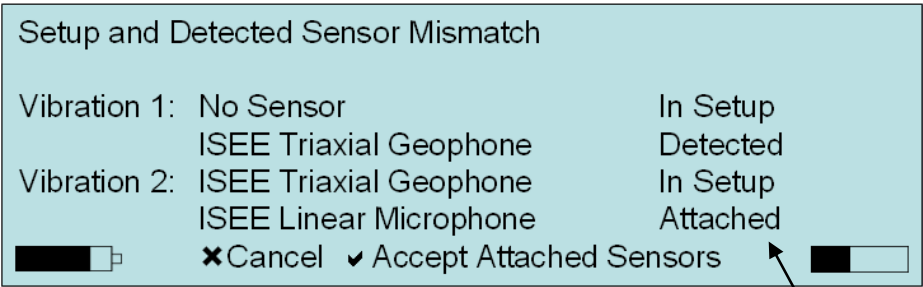 Setup and Detected Sensor Mismatch
Vibration 1: No Sensor In Setup
ISEE Triaxial Geophone Detected
Vibration 2: ISEE Triaxial Geophone In Setup
ISEE Linear Microphone Attached
✖Cancel ✔Accept Attached Sensors